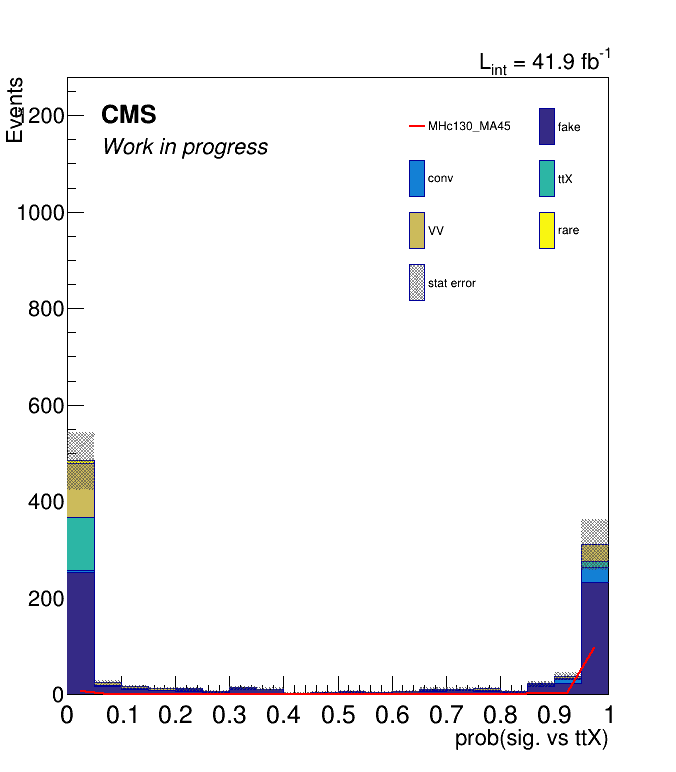 L_int = 41.9 fb^-1
Events
CMS
Work in progress
MHc130_MA45
fake
conv
ttX
VV
rare
stat error
1200
1000
800
600
400
200
0
0 0.1 0.2 0.3 0.4 0.5 0.6 0.7 0.8 0.9 1
prob(sig. vs ttX)